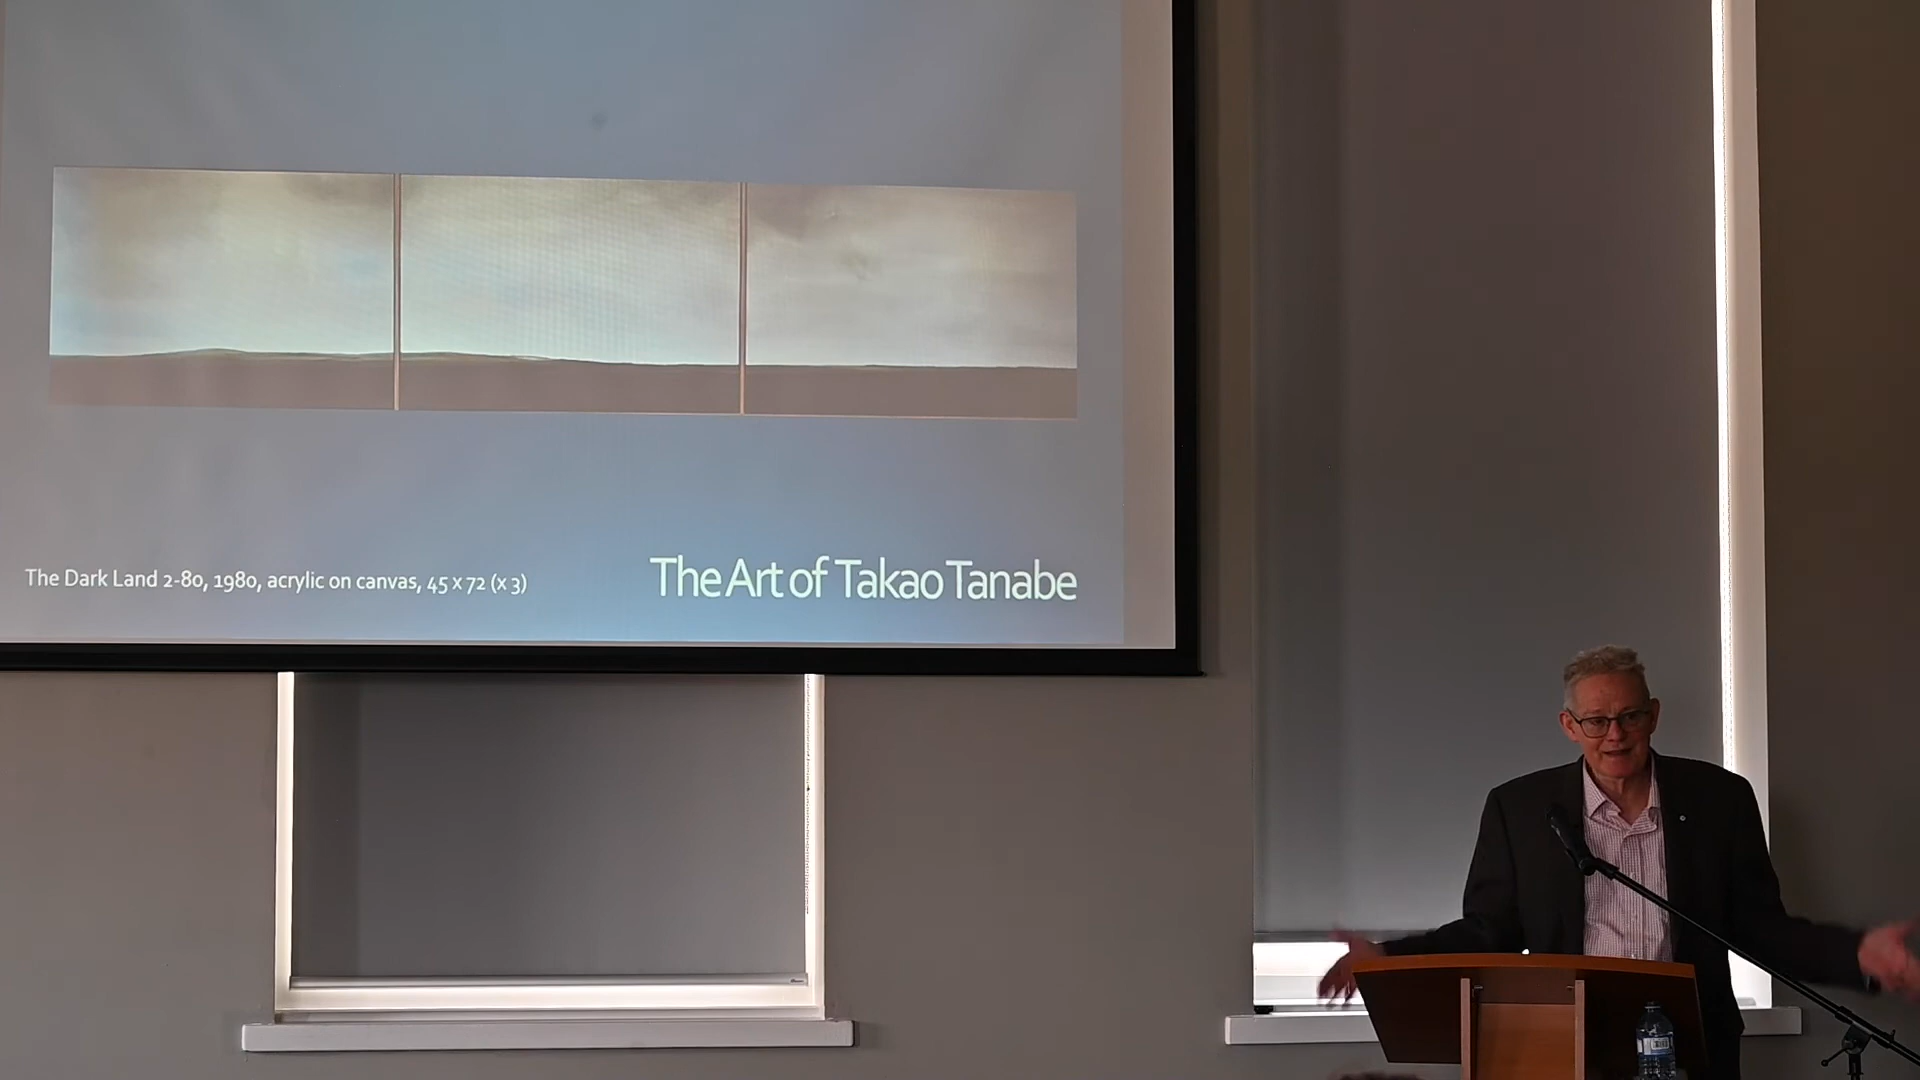 The Dark Land 2-80, 1980, acrylic on canvas, 45 x 72 (x 3)
The Art of Takao Tanabe